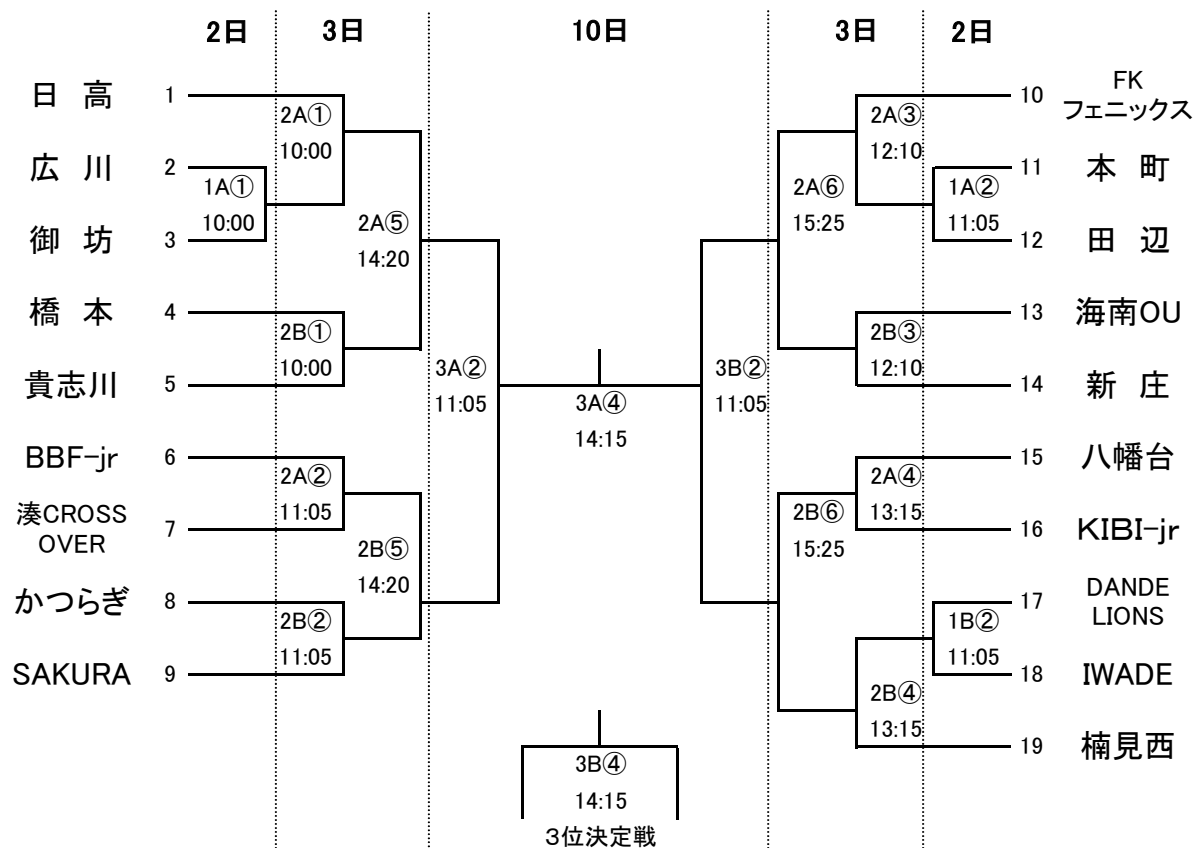 2日 3日 10日 3日 2日
日 高 1
2A①
10:00
広 川 2
1A①
10:00
御 坊 3
2A⑤
14:20
橋 本 4
2B①
10:00
貴志川 5
3A②
11:05
BBF-jr 6
2A②
11:05
湊CROSS
OVER
7
2B⑤
14:20
かつらぎ 8
2B②
11:05
SAKURA 9
3A④
14:15
3B④
14:15
3位決定戦
10 FK
フェニックス
2A③
12:10
11 本 町
1A②
11:05
12 田 辺
2A⑥
15:25
13 海南OU
2B③
12:10
14 新 庄
3B②
11:05
15 八幡台
2A④
13:15
16 KIBI-jr
2B⑥
15:25
17 DANDE
LIONS
1B②
11:05
18 IWADE
2B④
13:15
19 楠見西